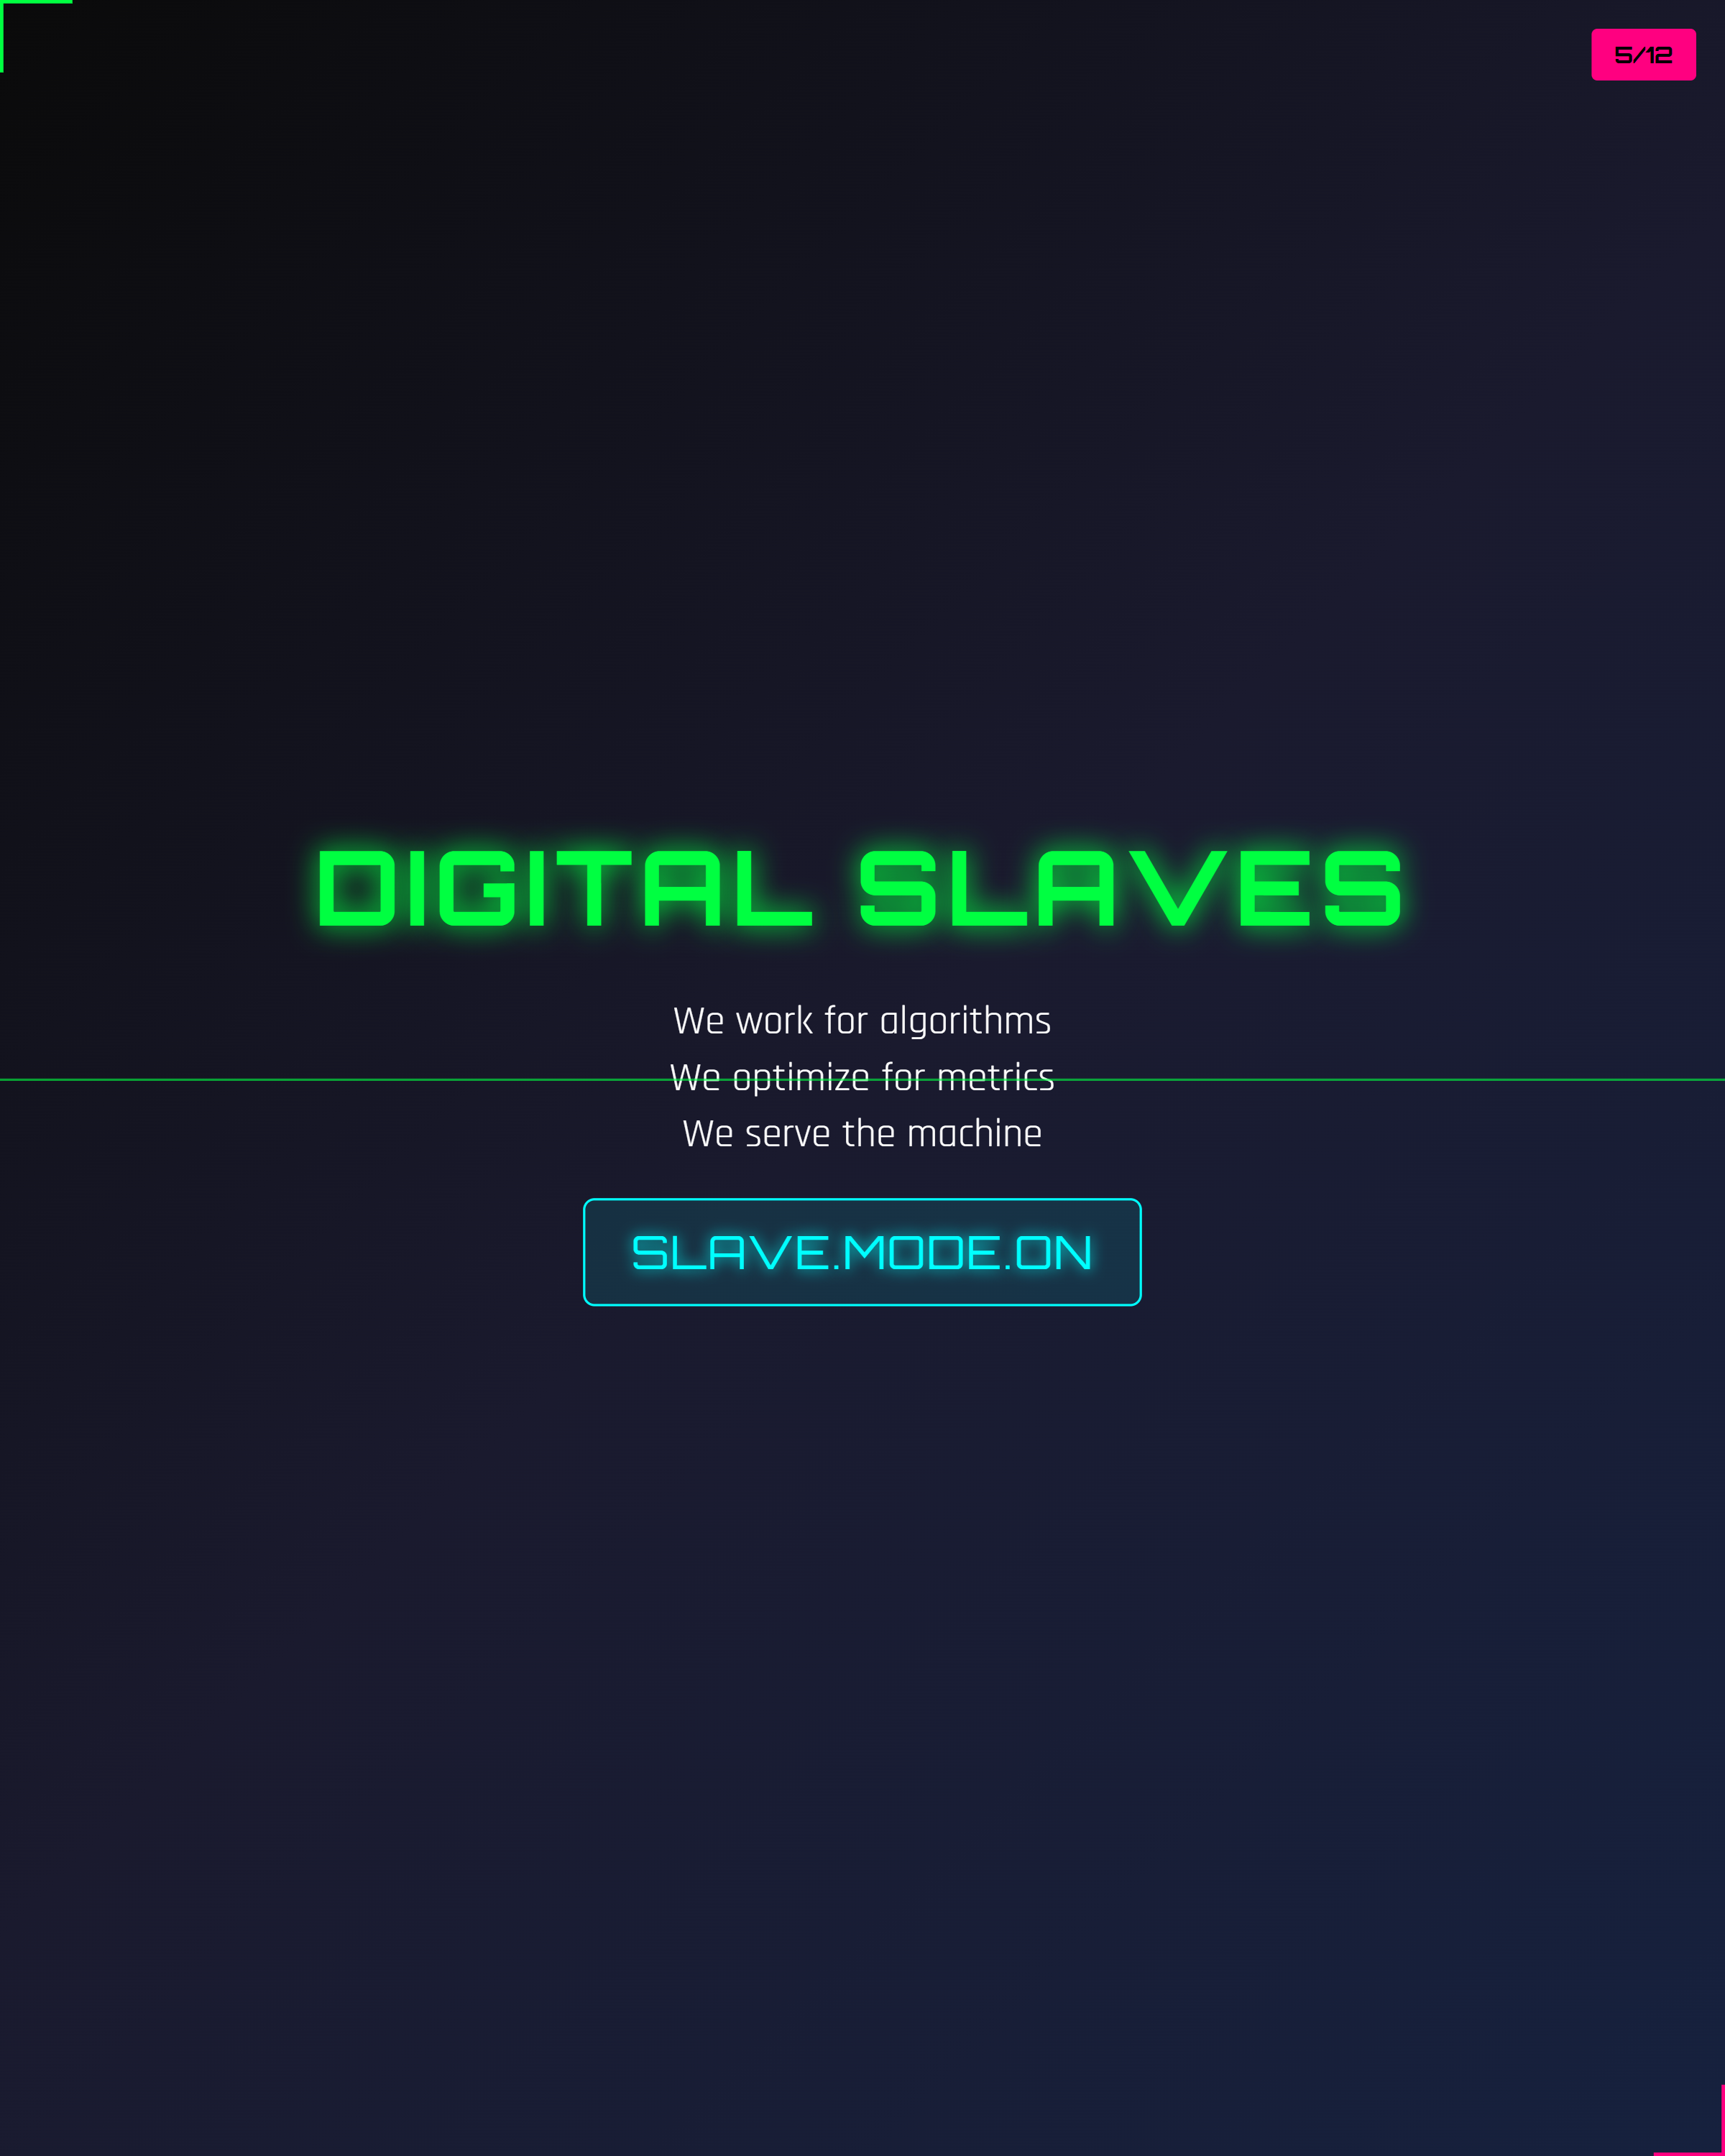 5/12
DIGITAL SLAVES
We work for algorithms
We optimize for metrics
We serve the machine
SLAVE.MODE.ON